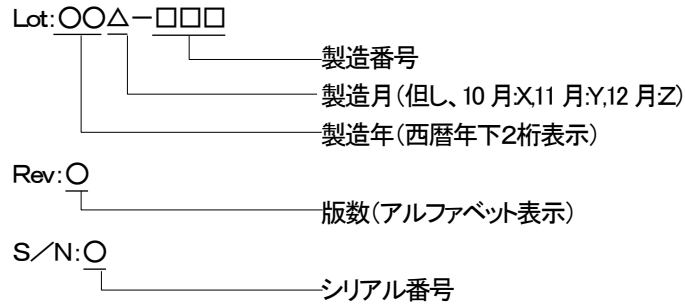 Lot:○○△－□□□
製造番号
製造月(但し、10月:X,11月:Y,12月:Z)
製造年(西暦年下2桁表示)
Rev:○
版数(アルファベット表示)
S／N:○
シリアル番号